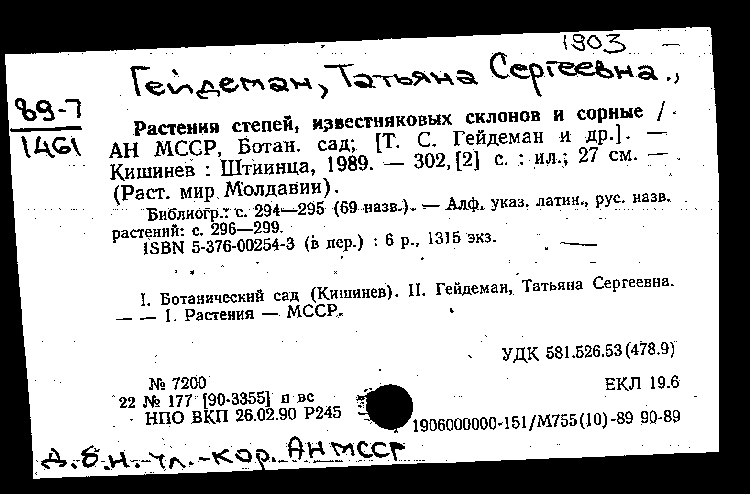 1903
Гейдеман, Татьяна Сергеевна.,
89-7
1461
Растения степей, известняковых склонов и сорные /
АН МССР, Ботан. сад; [Т. С. Гейдеман и др.]. —
Кишинев : Штиинца, 1989. — 302, [2] с. : ил.; 27 см. —
(Раст. мир Молдавии).
Библиогр.: с. 294—295 (69 назв.). — Алф. указ. латин., рус. назв.
растений: с. 296—299.
ISBN 5-376-00254-3 (в пер.) : 6 р., 1315 экз.
I. Ботанический сад (Кишинев). II. Гейдеман, Татьяна Сергеевна.
— — 1. Растения — МССР.
УДК 581.526.53(478.9)
№ 7200
ЕКЛ 19.6
22 № 177 [90-3355] п вс
НПО ВКП 26.02.90 Р245
1906000000-151/М755(10)-89 90-89
д.б.н. чл.-кор. АН МССР